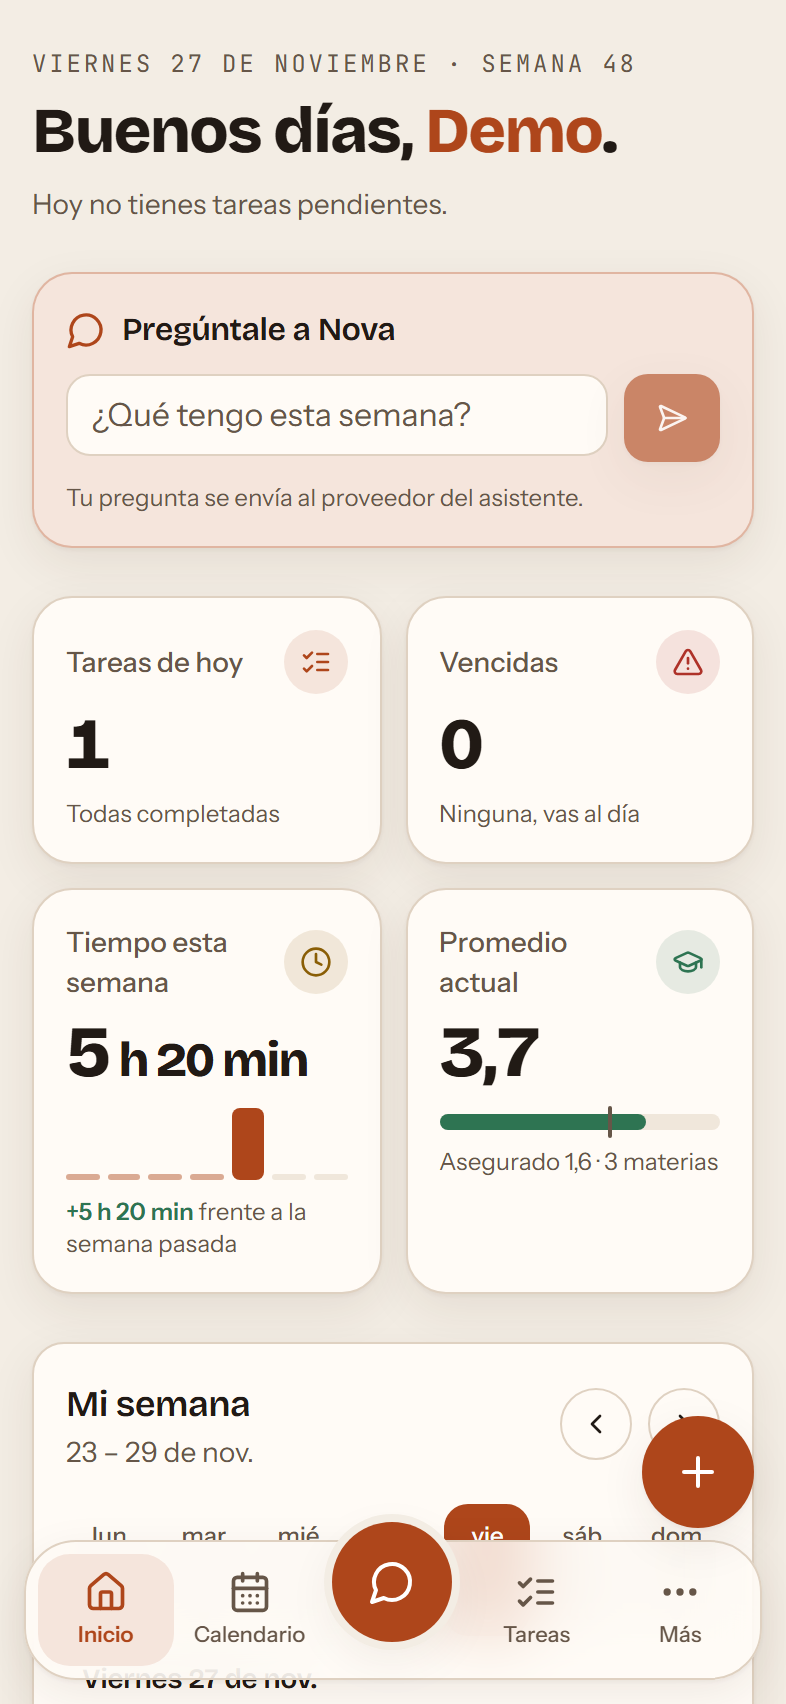 VIERNES 27 DE NOVIEMBRE · SEMANA 48
Buenos días, Demo.
Hoy no tienes tareas pendientes.
Pregúntale a Nova
¿Qué tengo esta semana?
Tu pregunta se envía al proveedor del asistente.
Tareas de hoy
1
Todas completadas
Vencidas
0
Ninguna, vas al día
Tiempo esta
semana
5 h 20 min
+5 h 20 min frente a la
semana pasada
Promedio
actual
3,7
Asegurado 1,6 · 3 materias
Mi semana
23 – 29 de nov.
lun mar mié vie sáb dom
Inicio Calendario Tareas Más
Viernes 27 de nov.